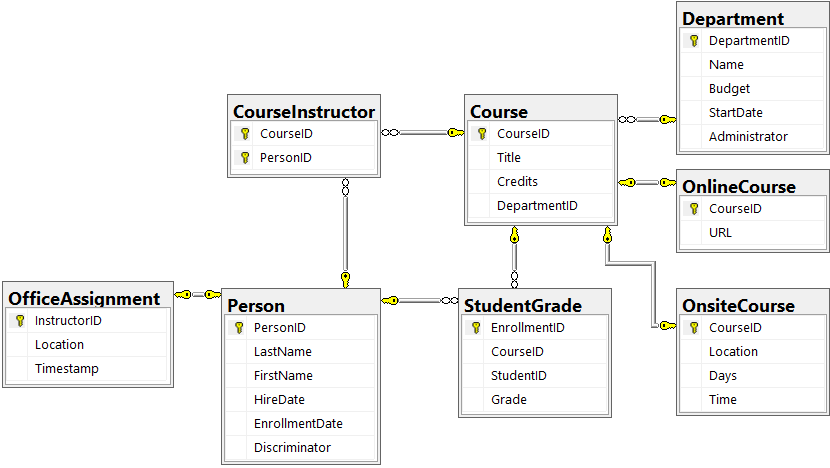 Department
DepartmentID
Name
Budget
StartDate
Administrator
CourseInstructor
CourseID
PersonID
Course
CourseID
Title
Credits
DepartmentID
OnlineCourse
CourseID
URL
OfficeAssignment
InstructorID
Location
Timestamp
Person
PersonID
LastName
FirstName
HireDate
EnrollmentDate
Discriminator
StudentGrade
EnrollmentID
CourseID
StudentID
Grade
OnsiteCourse
CourseID
Location
Days
Time